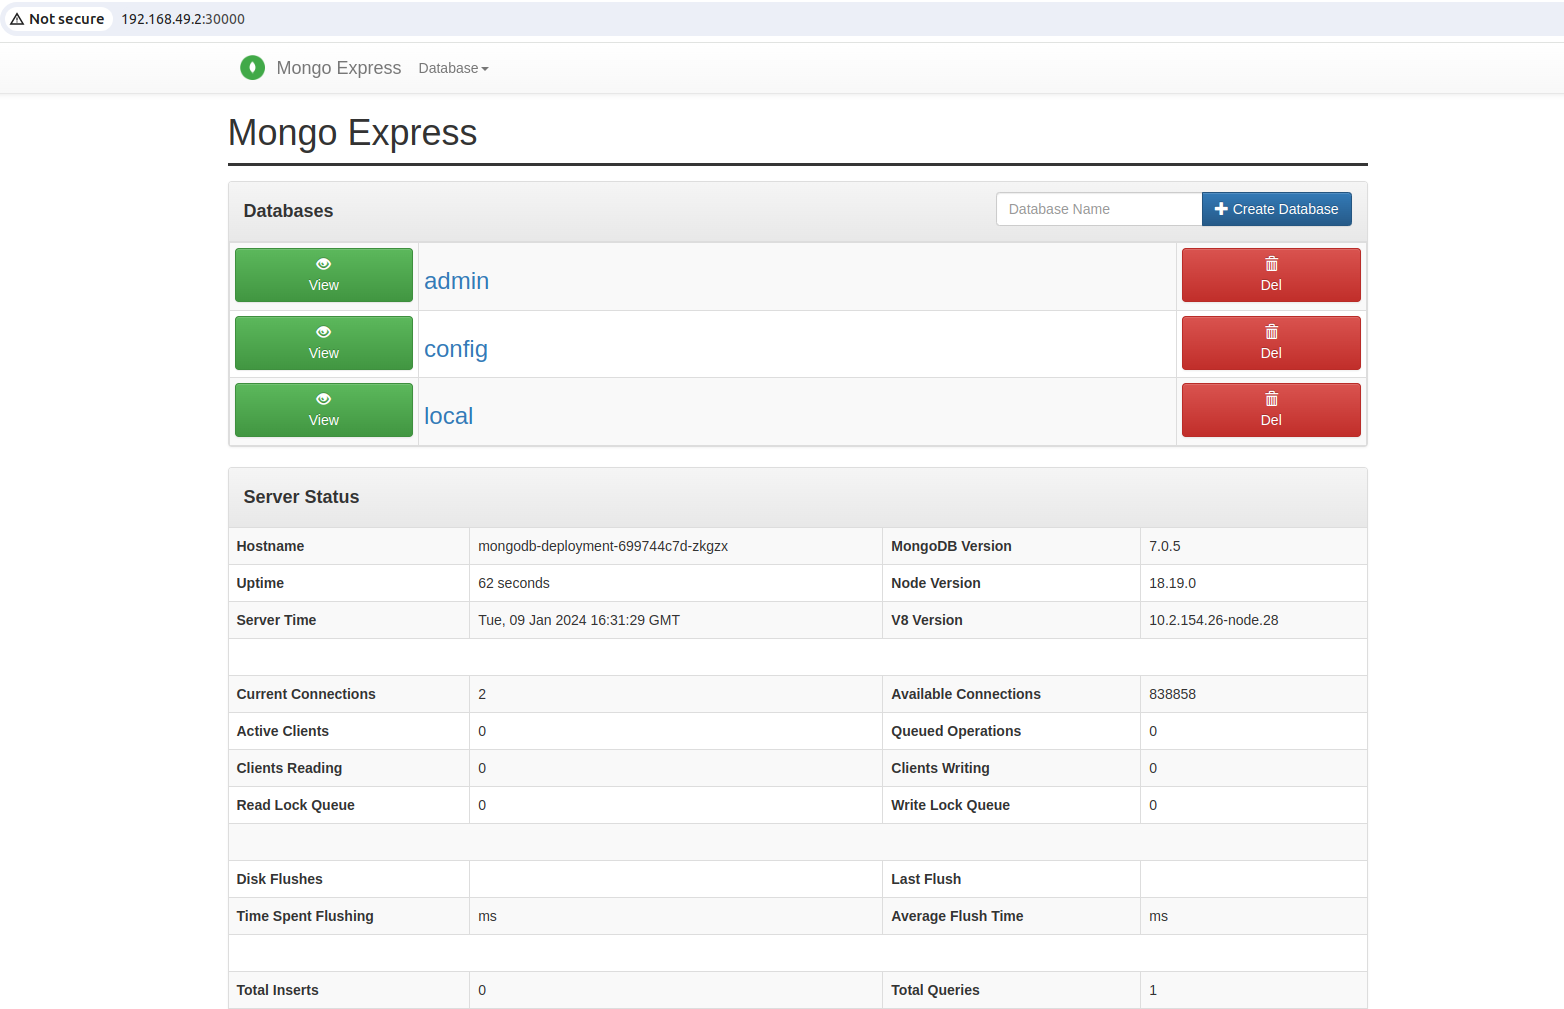 Not secure 192.168.49.2:30000
Mongo Express Database
Mongo Express
Databases Database Name Create Database
View admin Del
View config Del
View local Del
Server Status
Hostname mongodb-deployment-699744c7d-zkgzx MongoDB Version 7.0.5
Uptime 62 seconds Node Version 18.19.0
Server Time Tue, 09 Jan 2024 16:31:29 GMT V8 Version 10.2.154.26-node.28
Current Connections 2 Available Connections 838858
Active Clients 0 Queued Operations 0
Clients Reading 0 Clients Writing 0
Read Lock Queue 0 Write Lock Queue 0
Disk Flushes Last Flush
Time Spent Flushing ms Average Flush Time ms
Total Inserts 0 Total Queries 1